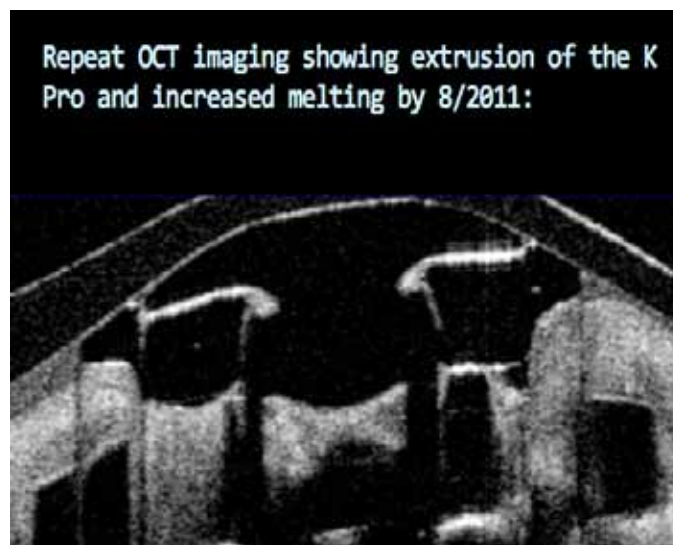 Repeat OCT imaging showing extrusion of the K
Pro and increased melting by 8/2011: